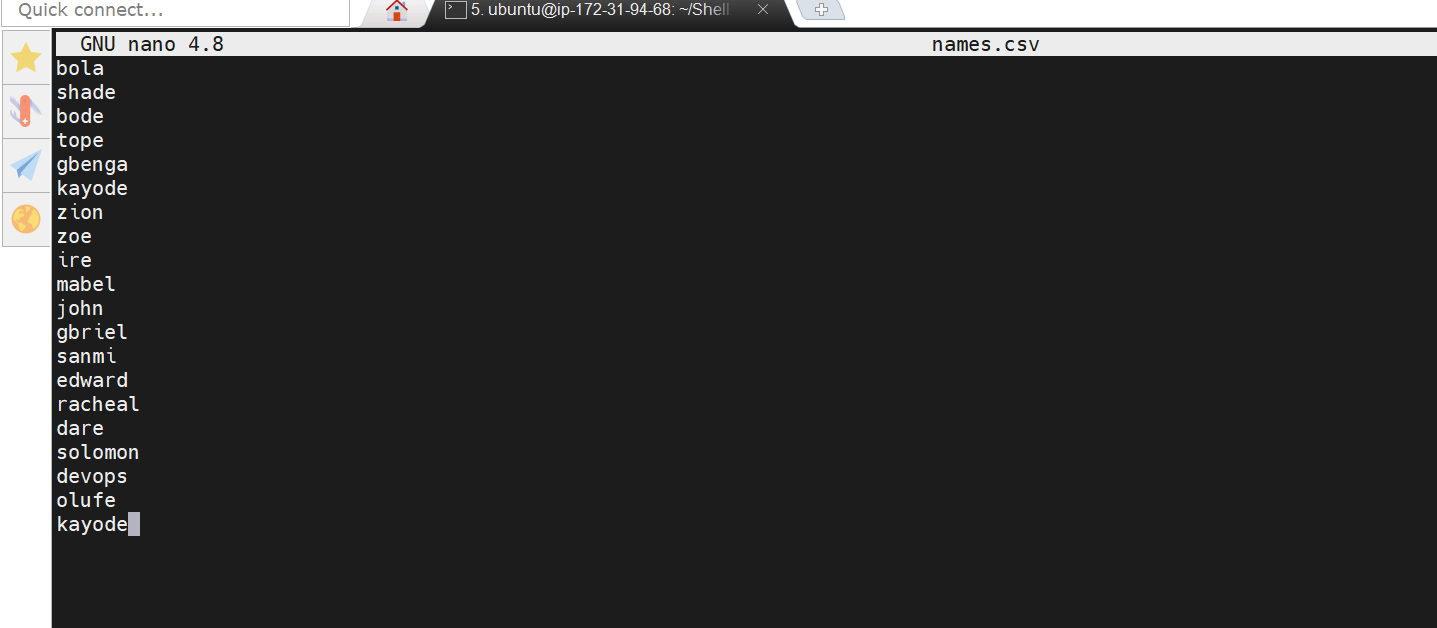 Quick connect...
5. ubuntu@ip-172-31-94-68: ~/Shell
GNU nano 4.8 names.csv
bola
shade
bode
tope
gbenga
kayode
zion
zoe
ire
mabel
john
gbriel
sanmi
edward
racheal
dare
solomon
devops
olufe
kayode